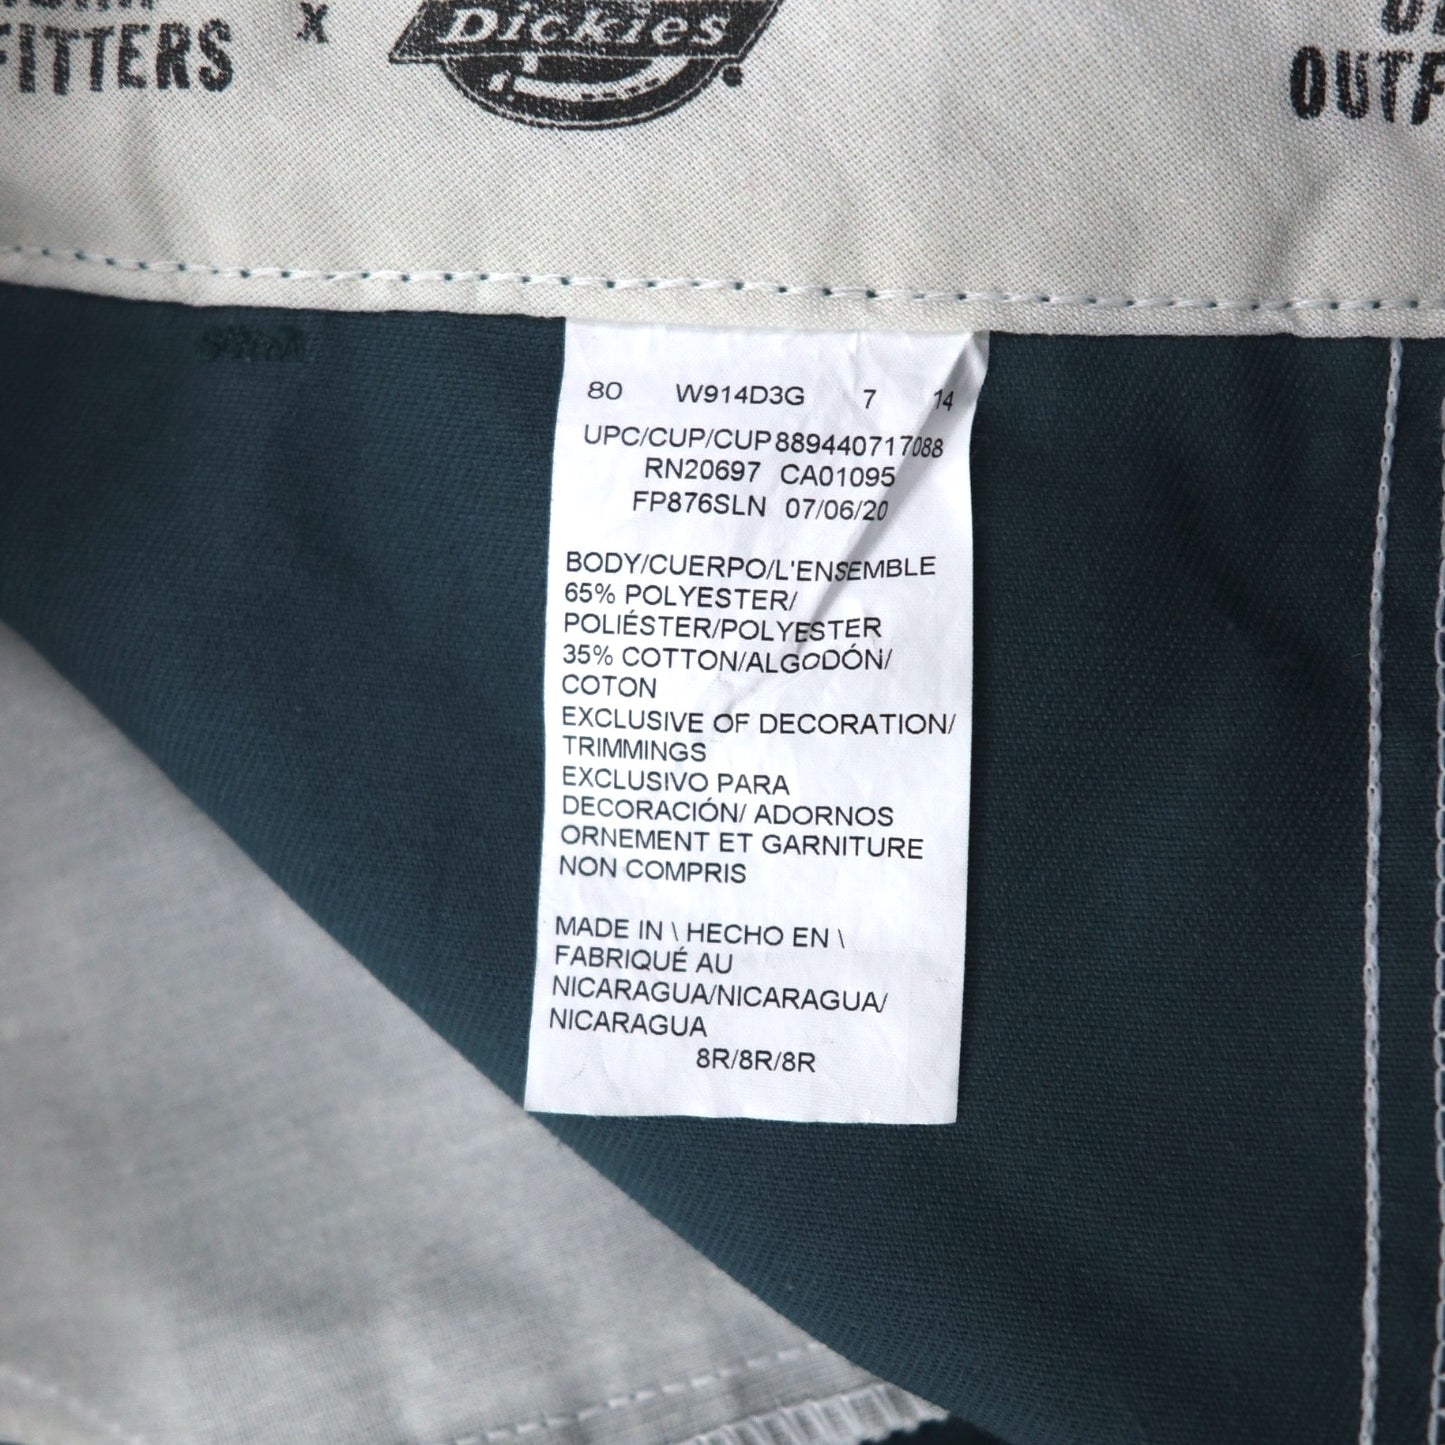 FITTERS X Dickies
OUTF
80 W914D3G 7 14
UPC/CUP/CUP 889440717088
RN20697 CA01095
FP876SLN 07/06/20
BODY/CUERPO/L'ENSEMBLE
65% POLYESTER/
POLIÉSTER/POLYESTER
35% COTTON/ALGODÓN/
COTON
EXCLUSIVE OF DECORATION/
TRIMMINGS
EXCLUSIVO PARA
DECORACIÓN/ ADORNOS
ORNEMENT ET GARNITURE
NON COMPRIS
MADE IN \ HECHO EN \
FABRIQUÉ AU
NICARAGUA/NICARAGUA/
NICARAGUA
8R/8R/8R